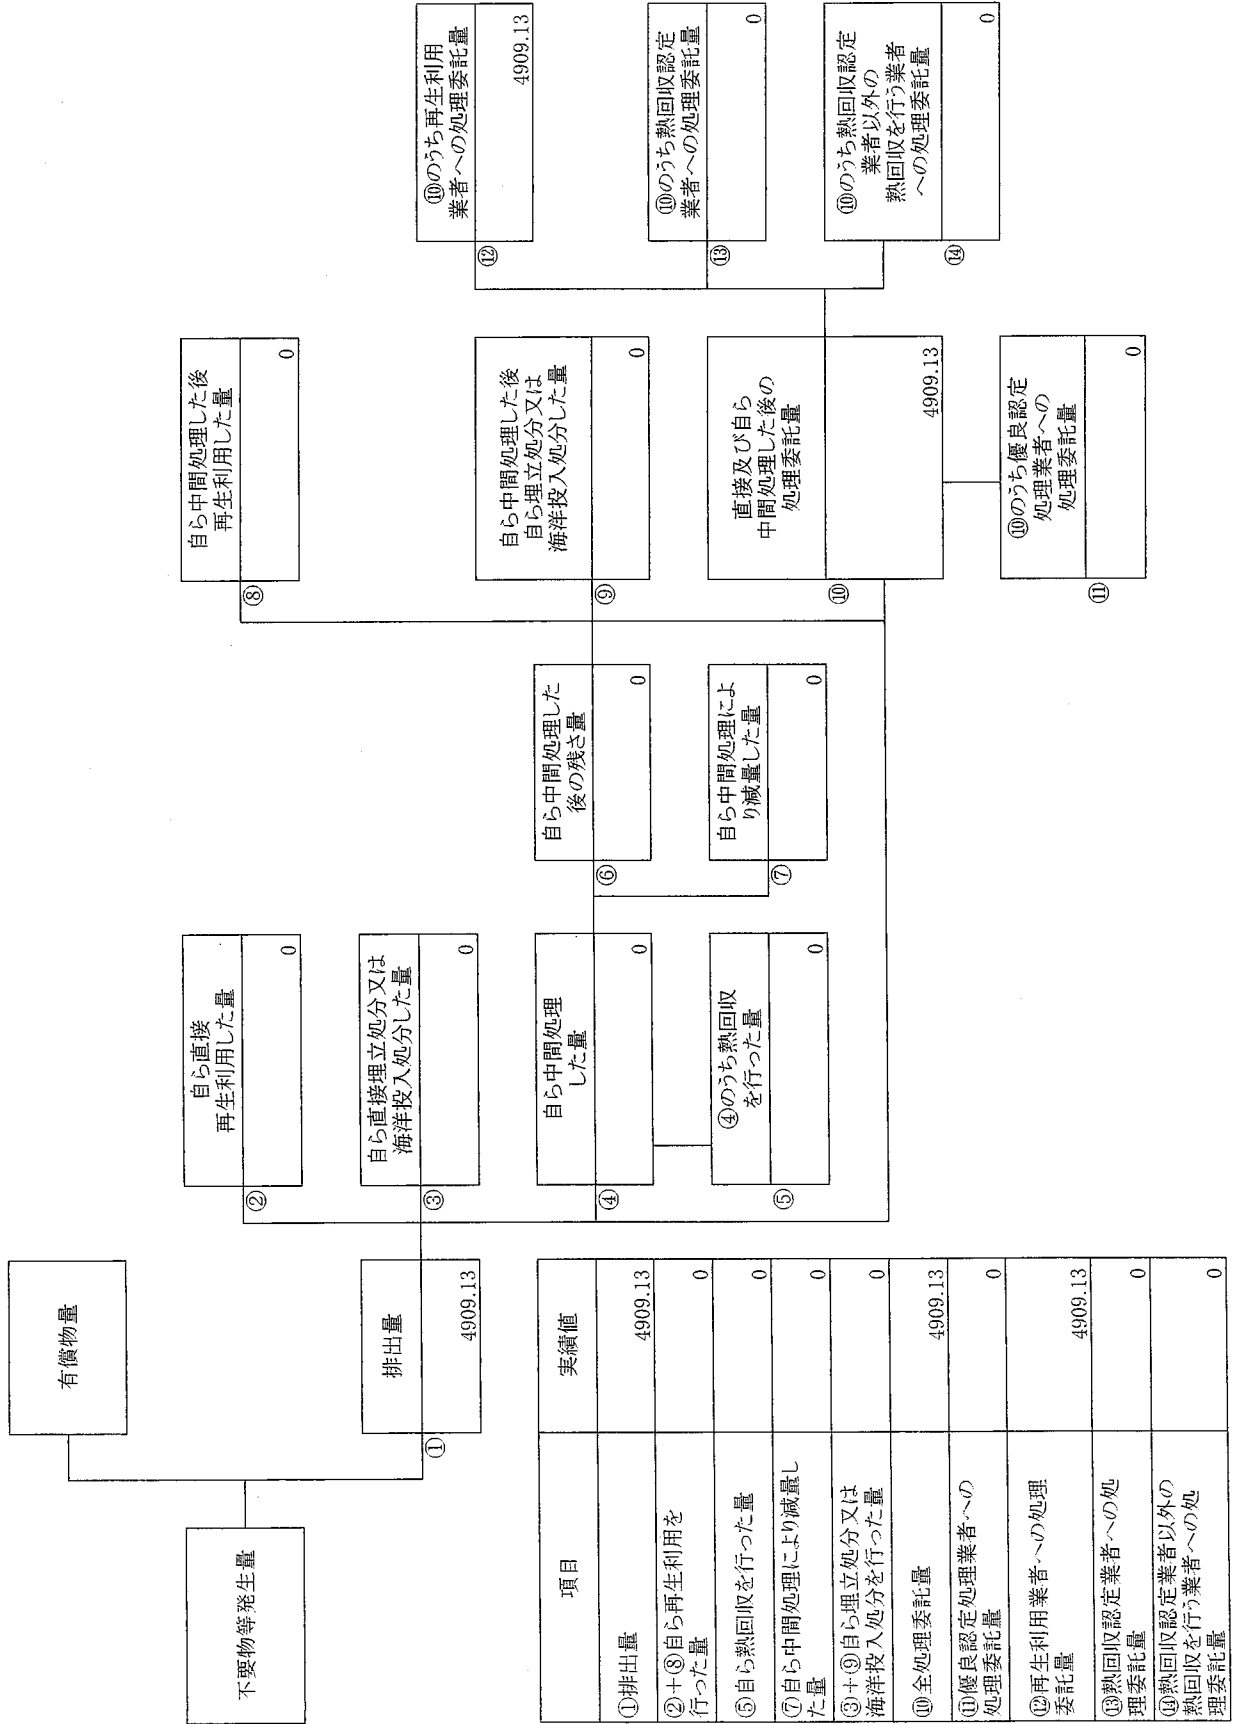 不要物等発生量
有償物量
排出量
①
4909.13
自ら直接
再生利用した量
②
0
自ら直接埋立処分又は
海洋投入処分した量
③
0
自ら中間処理
した量
④
0
④のうち熱回収
を行った量
⑤
0
自ら中間処理した
後の残さ量
⑥
0
自ら中間処理によ
り減量した量
⑦
0
自ら中間処理した後
再生利用した量
⑧
0
自ら中間処理した後
自ら埋立処分又は
海洋投入処分した量
⑨
0
直接及び自ら
中間処理した後の
処理委託量
⑩
4909.13
⑩のうち優良認定
処理業者への
処理委託量
⑪
0
⑩のうち再生利用
業者への処理委託量
⑫
4909.13
⑩のうち熱回収認定
業者への処理委託量
⑬
0
⑩のうち熱回収認定
業者以外の
熱回収を行う業者
への処理委託量
⑭
0
項目 実績値
①排出量 4909.13
②+⑧自ら再生利用を
行った量 0
⑤自ら熱回収を行った量 0
⑦自ら中間処理により減量し
た量 0
③+⑨自ら埋立処分又は
海洋投入処分を行った量 0
⑩全処理委託量 4909.13
⑪優良認定処理業者への
処理委託量 0
⑫再生利用業者への処理
委託量 4909.13
⑬熱回収認定業者への処
理委託量 0
⑭熱回収認定業者以外の
熱回収を行う業者への処
理委託量 0